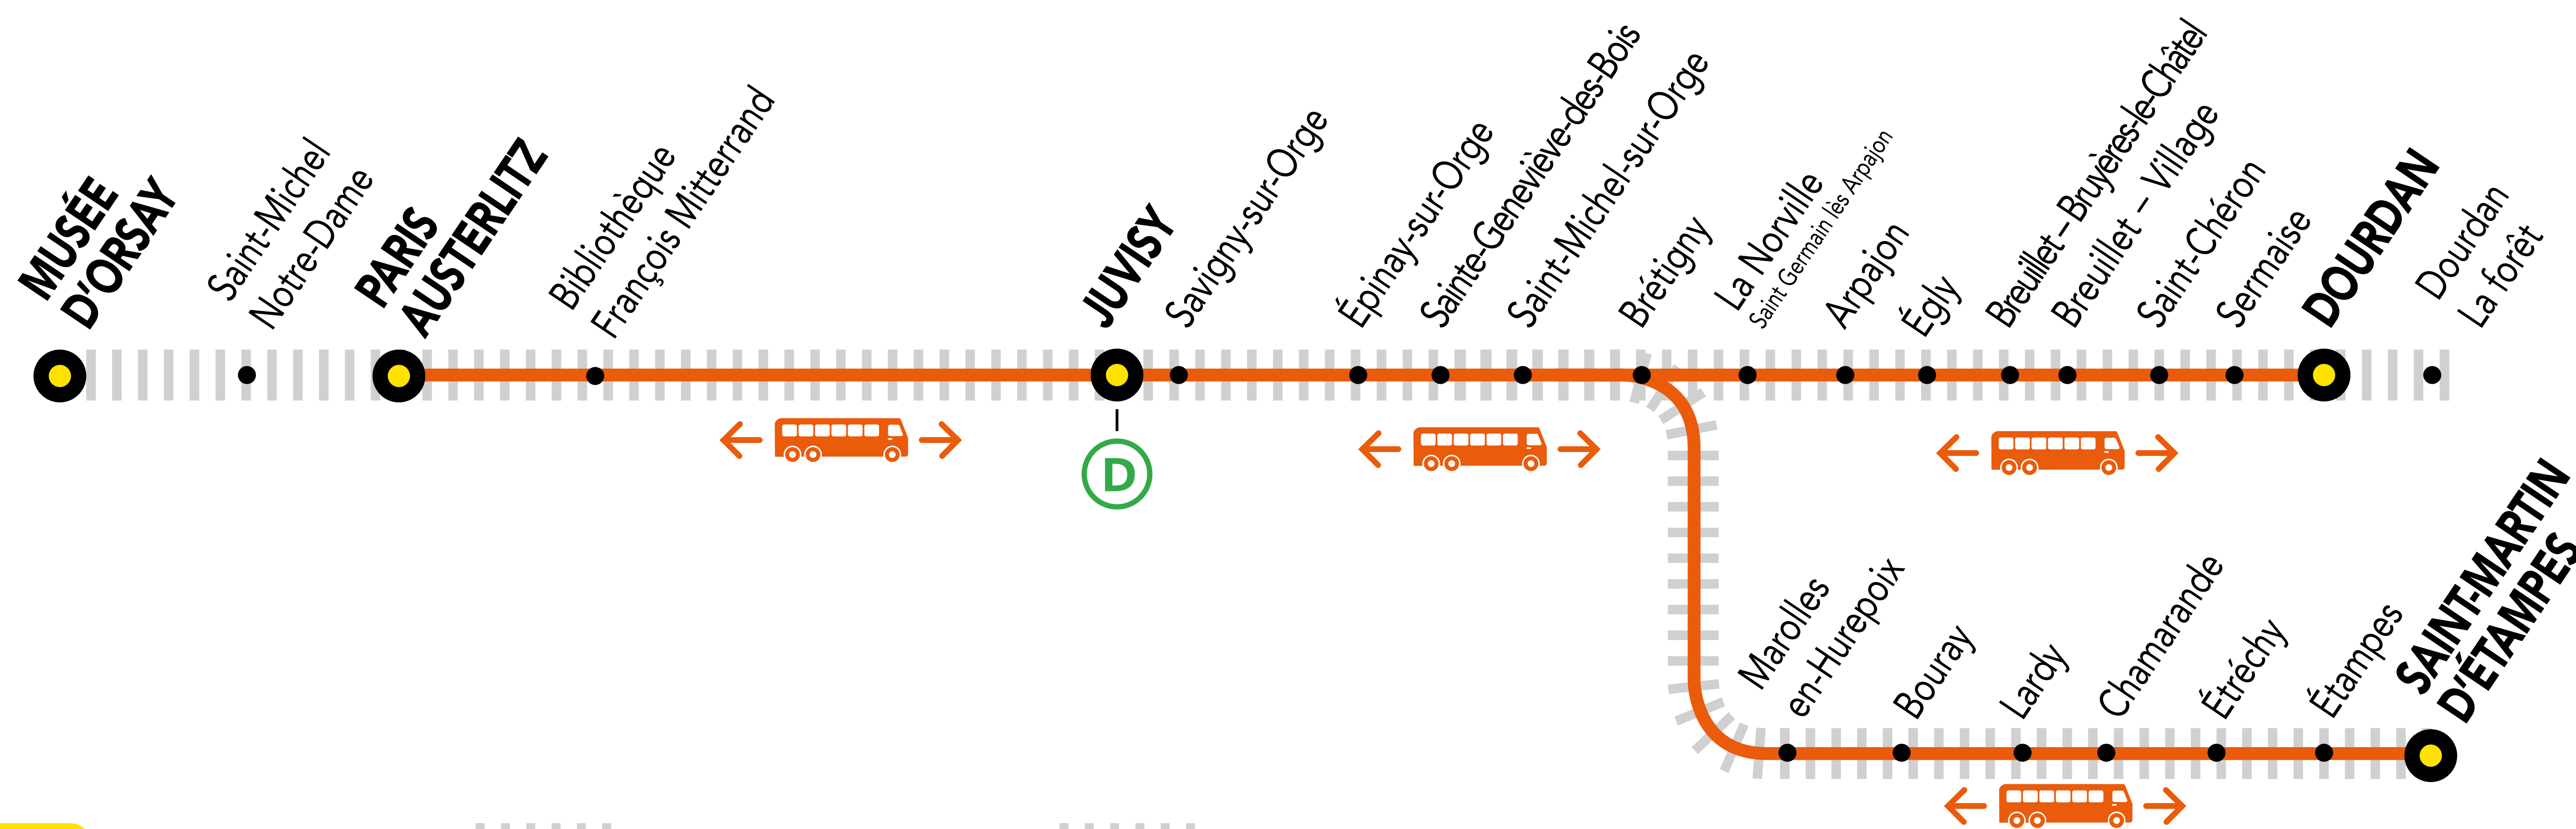 MUSÉE
D'ORSAY
Saint-Michel
Notre-Dame
PARIS
AUSTERLITZ
Bibliothèque
François Mitterrand
JUVISY
Savigny-sur-Orge
Épinay-sur-Orge
Sainte-Geneviève-des-Bois
Saint-Michel-sur-Orge
Brétigny
La Norville
Saint Germain lès Arpajon
Arpajon
Égly
Breuillet – Bruyères-le-Châtel
Breuillet – Village
Saint-Chéron
Sermaise
DOURDAN
Dourdan
La forêt
D
Marolles
en-Hurepoix
Bouray
Lardy
Chamarande
Étréchy
Étampes
SAINT-MARTIN
D'ÉTAMPES